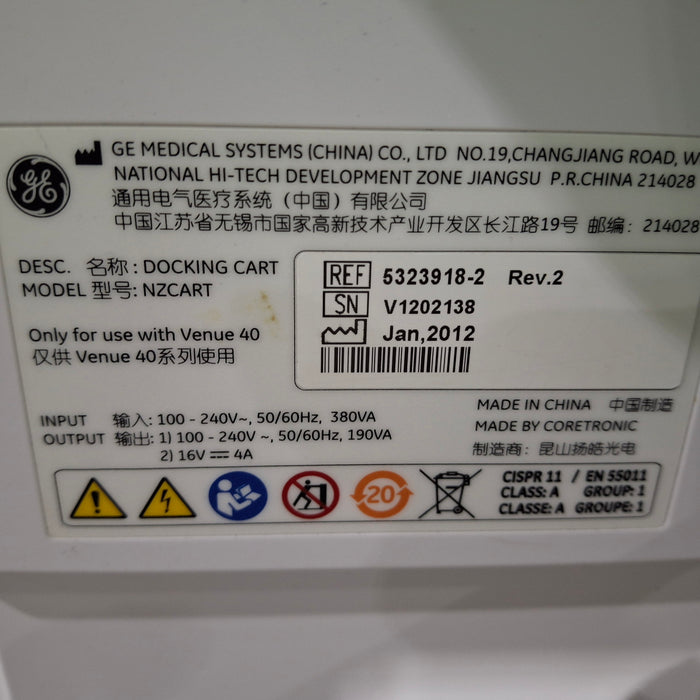 GE MEDICAL SYSTEMS (CHINA) CO., LTD NO.19,CHANGJIANG ROAD, W
NATIONAL HI-TECH DEVELOPMENT ZONE JIANGSU P.R.CHINA 214028
GE
通用电气医疗系统（中国）有限公司
中国江苏省无锡市国家高新技术产业开发区长江路19号 邮编: 214028
DESC. 名称: DOCKING CART
MODEL 型号: NZCART
Only for use with Venue 40
仅供 Venue 40系列使用
REF 5323918-2 Rev.2
SN V1202138
Jan,2012
INPUT 输入: 100 - 240V~, 50/60Hz, 380VA
OUTPUT 输出: 1) 100 - 240V ~, 50/60Hz, 190VA
2) 16V ⎓ 4A
MADE IN CHINA 中国制造
MADE BY CORETRONIC
制造商: 昆山扬皓光电
20
CISPR 11 / EN 55011
CLASS: A GROUP: 1
CLASSE: A GROUPE: 1